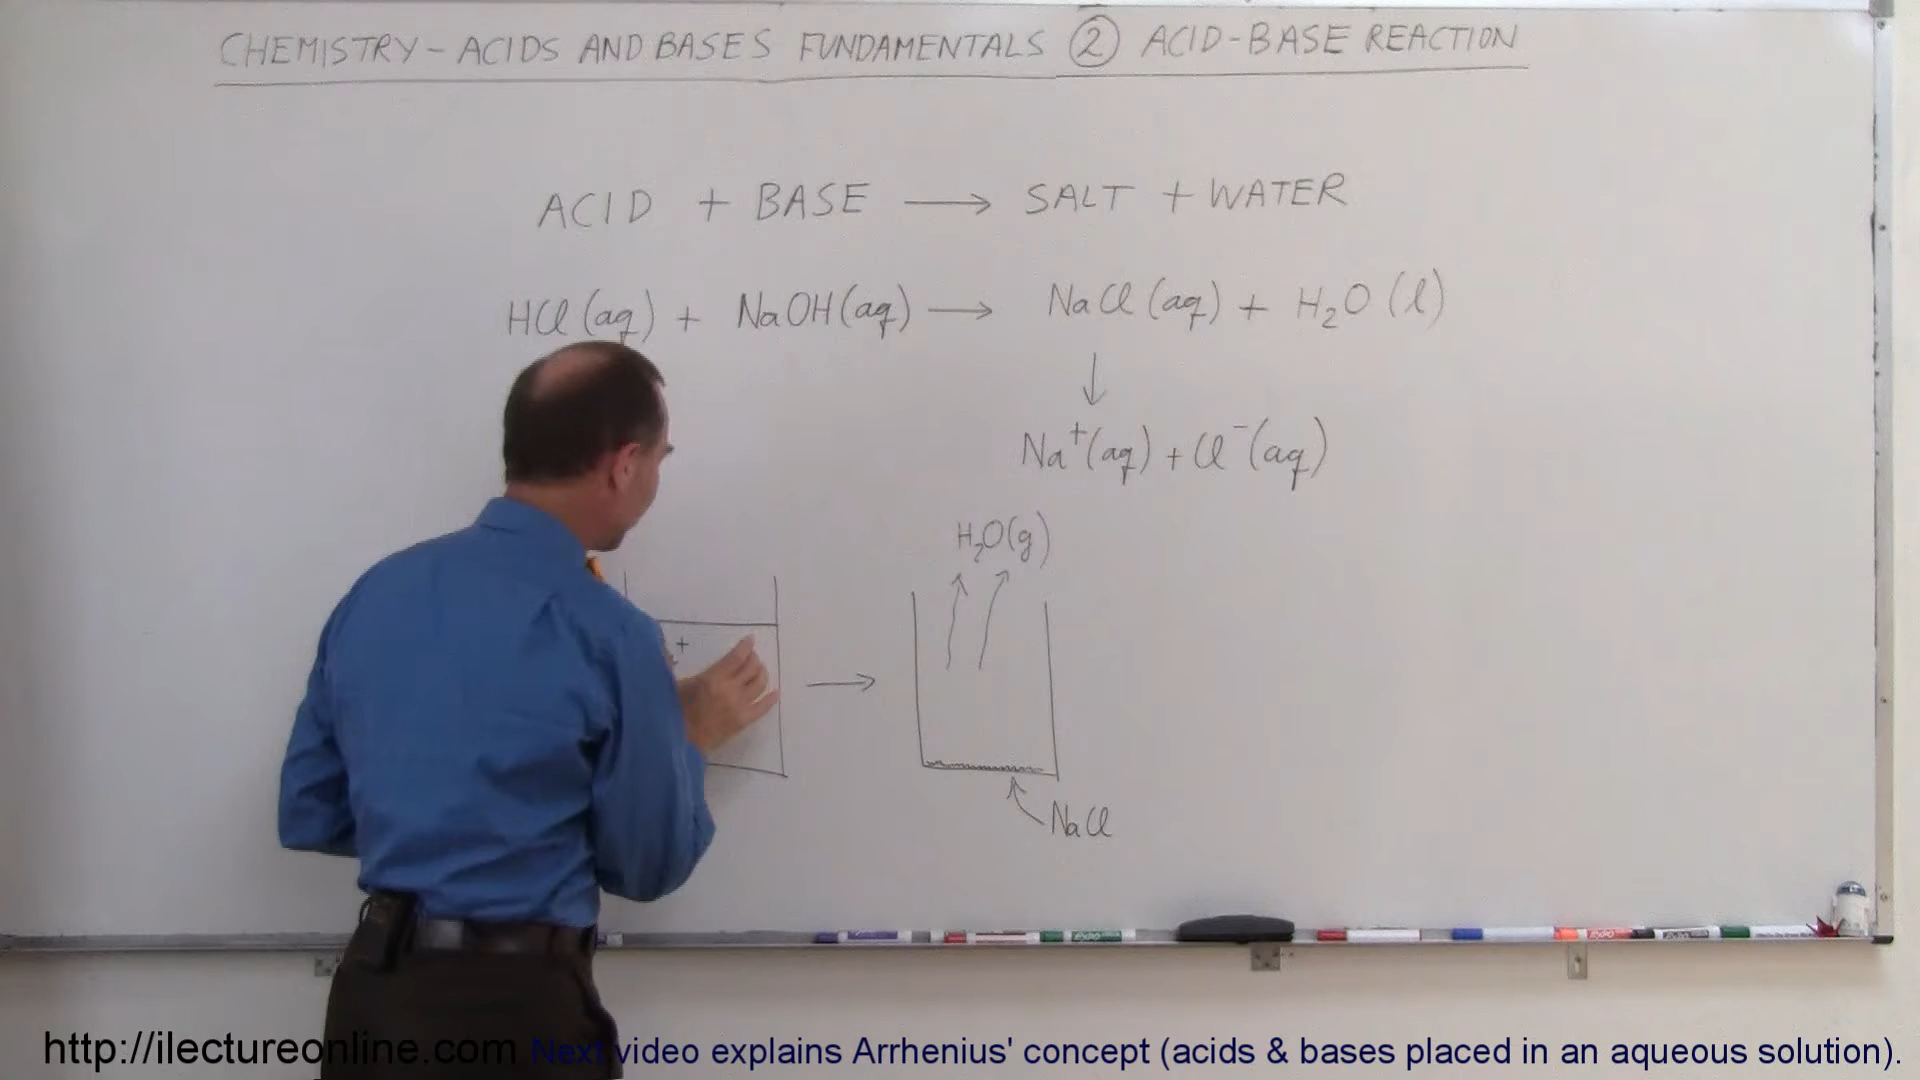 CHEMISTRY - ACIDS AND BASES FUNDAMENTALS ② ACID-BASE REACTION
ACID + BASE → SALT + WATER
HCl (aq) + NaOH (aq) → NaCl (aq) + H₂O (l)
↓
Na⁺(aq) + Cl⁻(aq)
H₂O(g)
+
→
NaCl
http://ilectureonline.com Next video explains Arrhenius' concept (acids & bases placed in an aqueous solution).